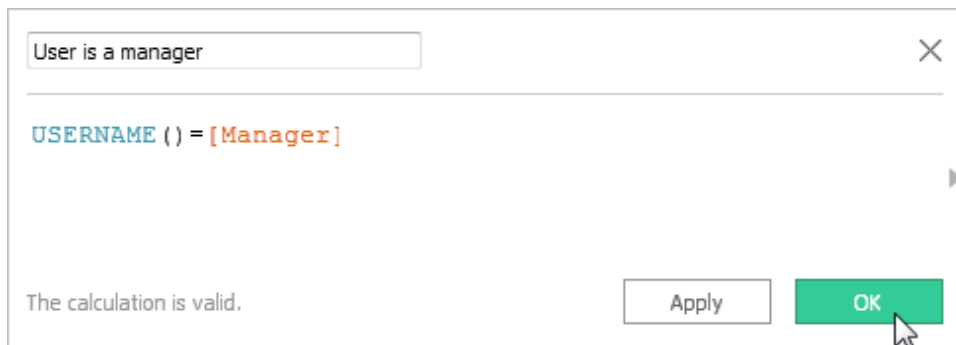 User is a manager
USERNAME()=[Manager]
The calculation is valid.
Apply
OK